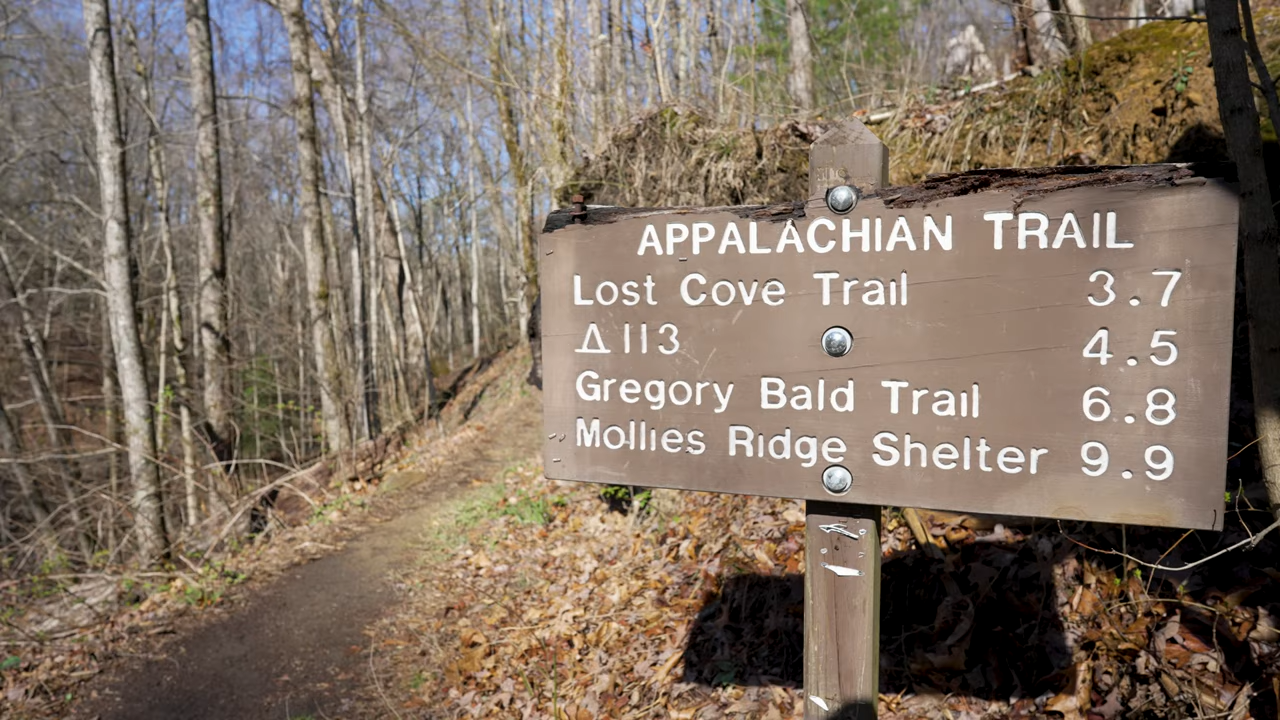 APPALACHIAN TRAIL
Lost Cove Trail 3.7
Δ 113 4.5
Gregory Bald Trail 6.8
Mollies Ridge Shelter 9.9